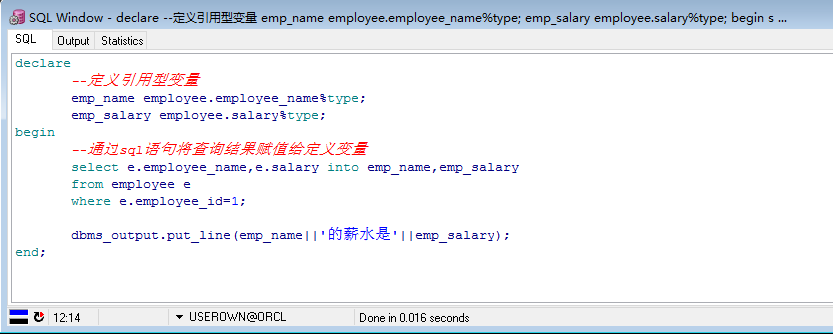 SQL Window - declare --定义引用型变量 emp_name employee.employee_name%type; emp_salary employee.salary%type; begin s ...
SQL Output Statistics
declare
--定义引用型变量
emp_name employee.employee_name%type;
emp_salary employee.salary%type;
begin
--通过sql语句将查询结果赋值给定义变量
select e.employee_name,e.salary into emp_name,emp_salary
from employee e
where e.employee_id=1;
dbms_output.put_line(emp_name||'的薪水是'||emp_salary);
end;
12:14 USEROWN@ORCL Done in 0.016 seconds